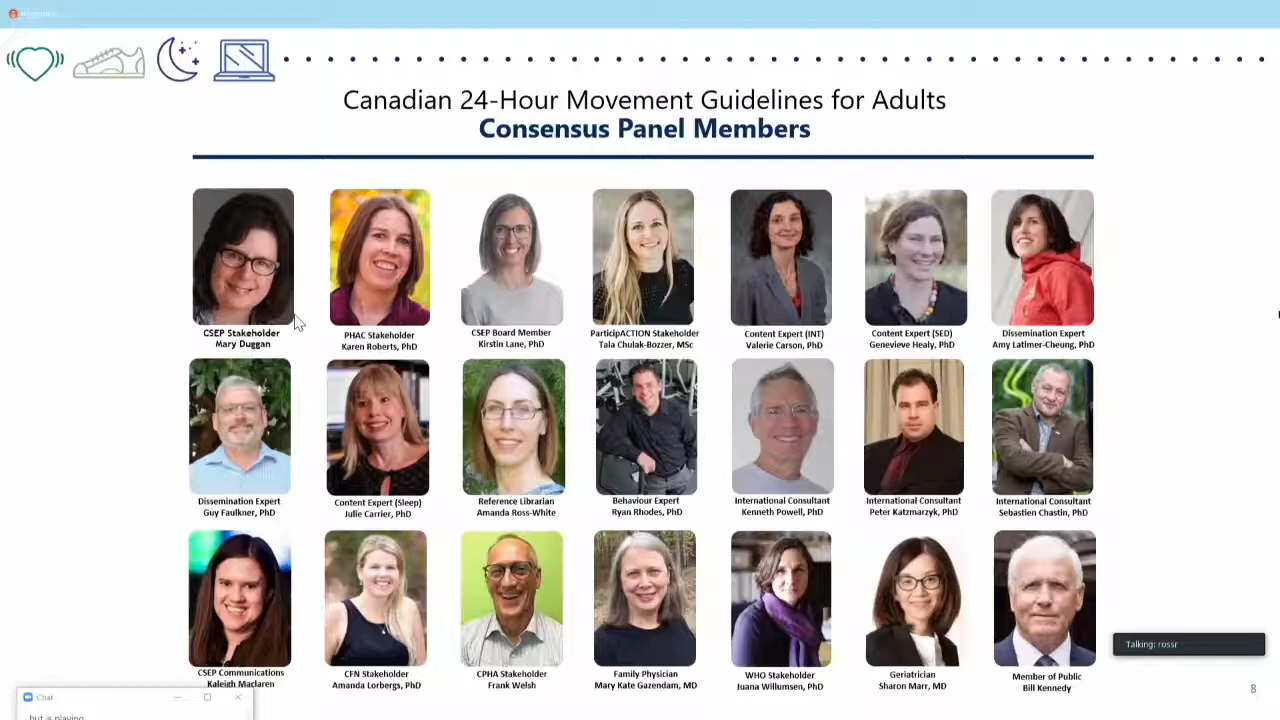 Canadian 24-Hour Movement Guidelines for Adults
Consensus Panel Members
CSEP Stakeholder
Mary Duggan
PHAC Stakeholder
Karen Roberts, PhD
CSEP Board Member
Kirstin Lane, PhD
ParticipACTION Stakeholder
Tala Chulak-Bozzer, MSc
Content Expert (INT)
Valerie Carson, PhD
Content Expert (SED)
Genevieve Healy, PhD
Dissemination Expert
Amy Latimer-Cheung, PhD
Dissemination Expert
Guy Faulkner, PhD
Content Expert (Sleep)
Julie Carrier, PhD
Reference Librarian
Amanda Ross-White
Behaviour Expert
Ryan Rhodes, PhD
International Consultant
Kenneth Powell, PhD
International Consultant
Peter Katzmarzyk, PhD
International Consultant
Sebastien Chastin, PhD
CSEP Communications
Kaleigh Maclaren
CFN Stakeholder
Amanda Lorbergs, PhD
CPHA Stakeholder
Frank Welsh
Family Physician
Mary Kate Gazendam, MD
WHO Stakeholder
Juana Willumsen, PhD
Geriatrician
Sharon Marr, MD
Member of Public
Bill Kennedy
Talking: rossr
8
Chat
but is playing